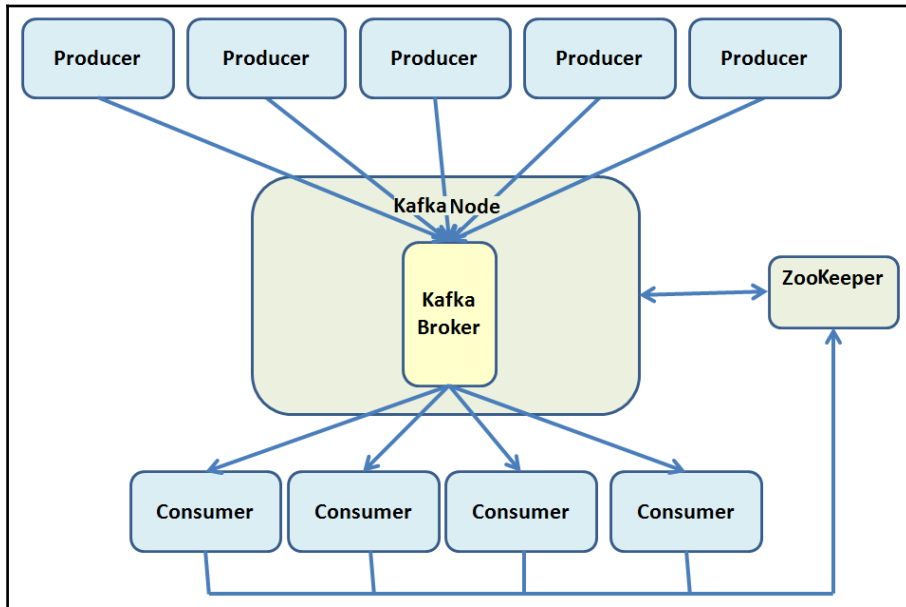 Producer
Producer
Producer
Producer
Producer
Kafka Node
Kafka
Broker
ZooKeeper
Consumer
Consumer
Consumer
Consumer